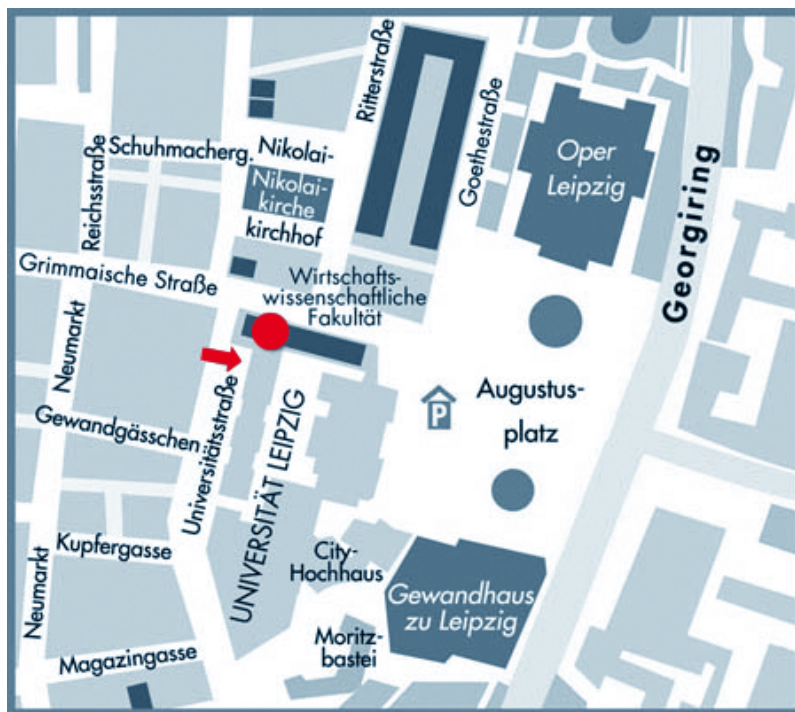 Ritterstraße
Goethestraße
Oper
Leipzig
Georgiring
Reichsstraße
Schuhmacherg.
Nikolai-
Nikolai-
kirche
kirchhof
Grimmaische Straße
Wirtschafts-
wissenschaftliche
Fakultät
Neumarkt
Universitätsstraße
UNIVERSITÄT LEIPZIG
P
Augustus-
platz
Gewandgässchen
Kupfergasse
Neumarkt
City-
Hochhaus
Gewandhaus
zu Leipzig
Moritz-
bastei
Magazingasse